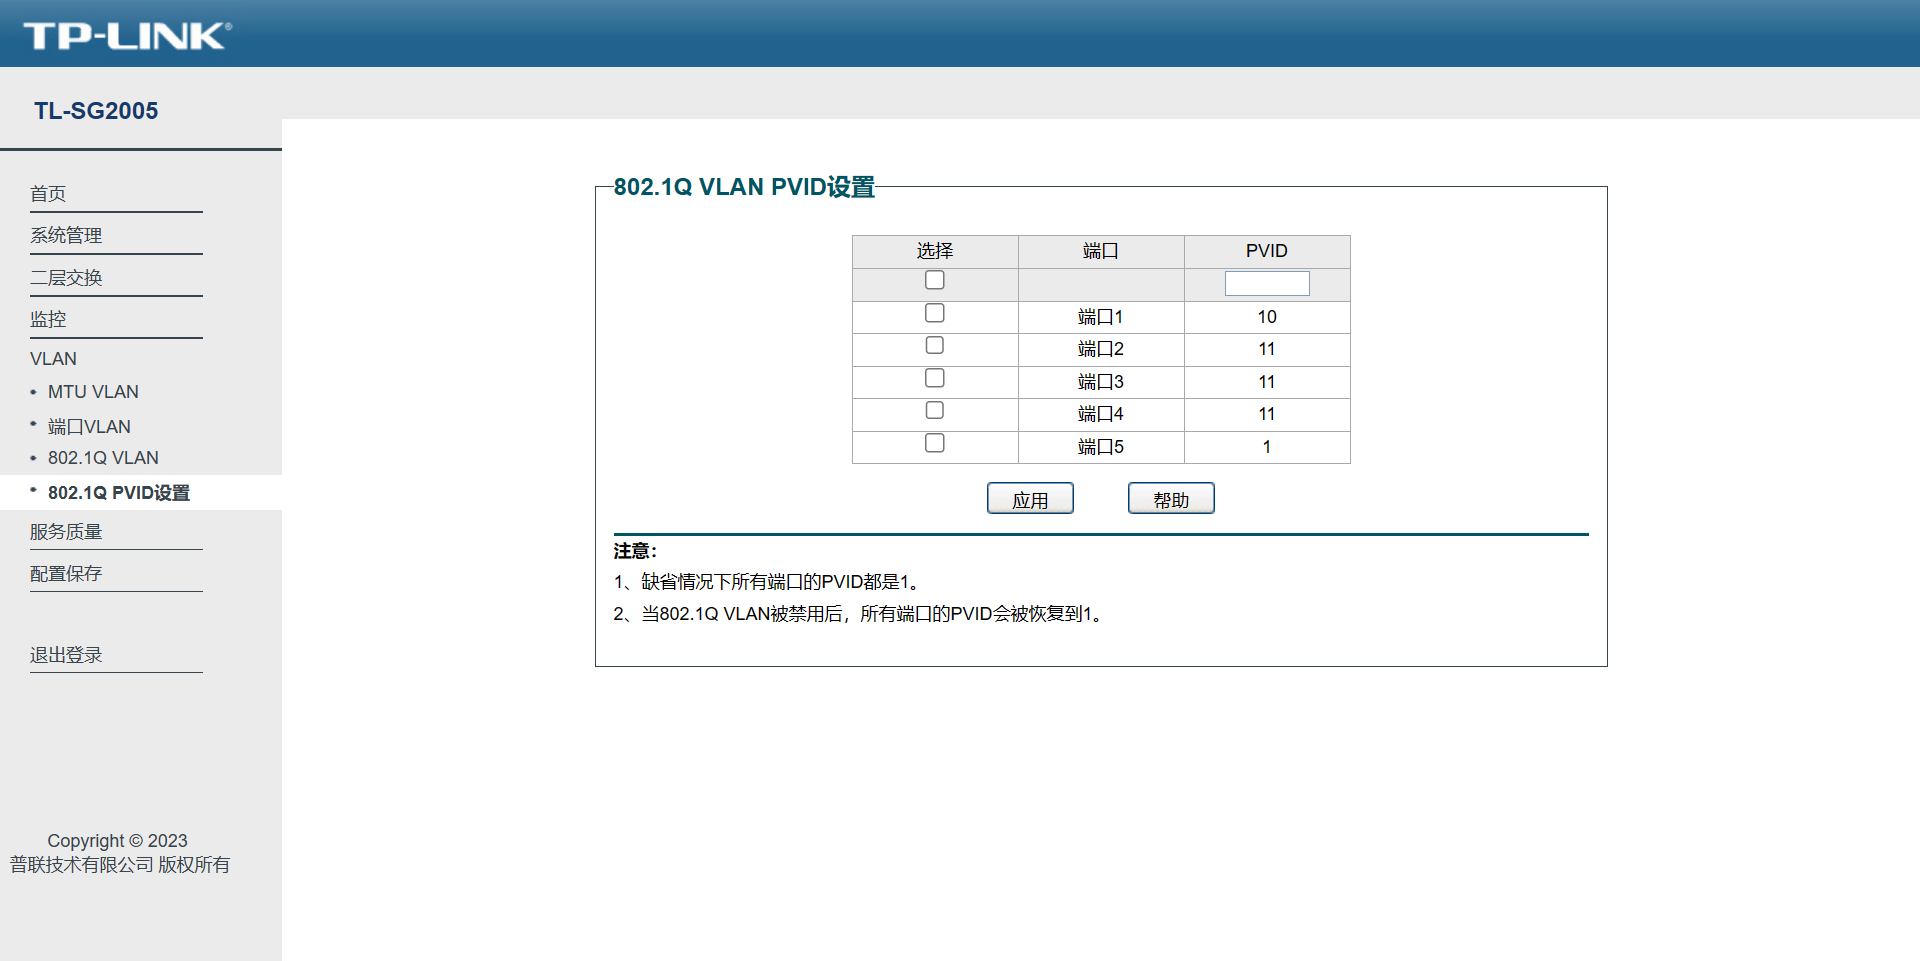 TP-LINK®
TL-SG2005
首页
系统管理
二层交换
监控
VLAN
MTU VLAN
端口VLAN
802.1Q VLAN
802.1Q PVID设置
服务质量
配置保存
退出登录
Copyright © 2023
普联技术有限公司 版权所有
802.1Q VLAN PVID设置
选择 端口 PVID
端口1 10
端口2 11
端口3 11
端口4 11
端口5 1
应用 帮助
注意：
1、缺省情况下所有端口的PVID都是1。
2、当802.1Q VLAN被禁用后，所有端口的PVID会被恢复到1。